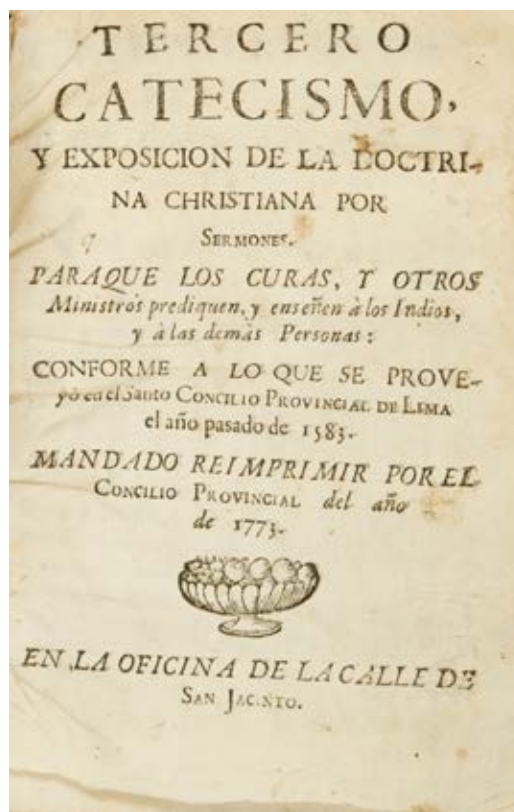 TERCERO
CATECISMO,
Y EXPOSICION DE LA DOCTRI-
NA CHRISTIANA POR
SERMONES.
PARAQUE LOS CURAS, Y OTROS
Ministros prediquen, y enseñen à los Indios,
y à las demàs Personas:
CONFORME A LO QUE SE PROVE-
yò en el Santo CONCILIO PROVINCIAL DE LIMA
el año pasado de 1583.
MANDADO REIMPRIMIR POR EL
CONCILIO PROVINCIAL del año
de 1773.
EN LA OFICINA DE LA CALLE DE
SAN JACINTO.